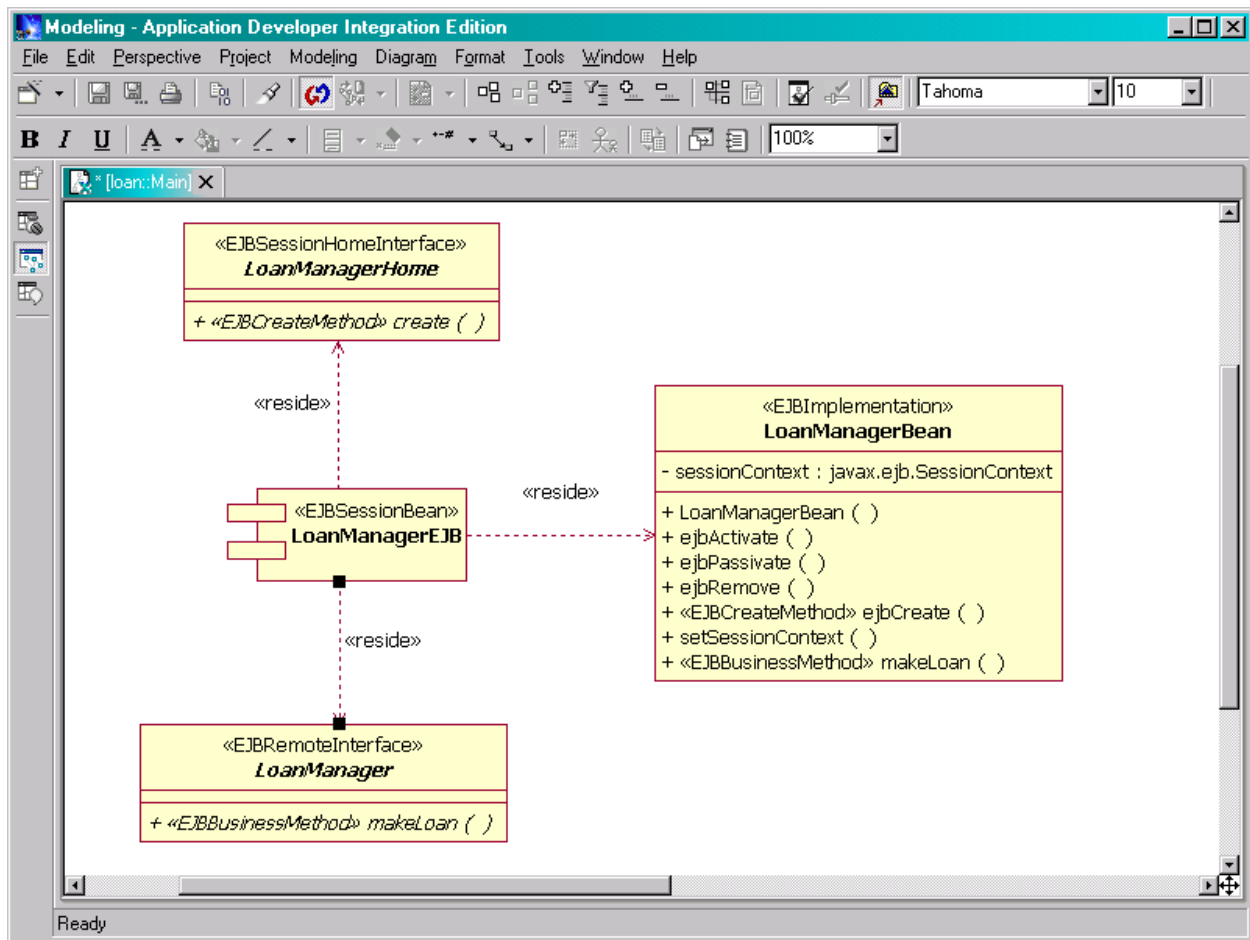 Modeling - Application Developer Integration Edition
File Edit Perspective Project Modeling Diagram Format Tools Window Help
Tahoma 10
B I U A 100%
* [loan::Main]
«EJBSessionHomeInterface»
LoanManagerHome
+ «EJBCreateMethod» create ( )
«reside»
«EJBImplementation»
LoanManagerBean
- sessionContext : javax.ejb.SessionContext
+ LoanManagerBean ( )
+ ejbActivate ( )
+ ejbPassivate ( )
+ ejbRemove ( )
+ «EJBCreateMethod» ejbCreate ( )
+ setSessionContext ( )
+ «EJBBusinessMethod» makeLoan ( )
«reside»
«EJBSessionBean»
LoanManagerEJB
«reside»
«EJBRemoteInterface»
LoanManager
+ «EJBBusinessMethod» makeLoan ( )
Ready